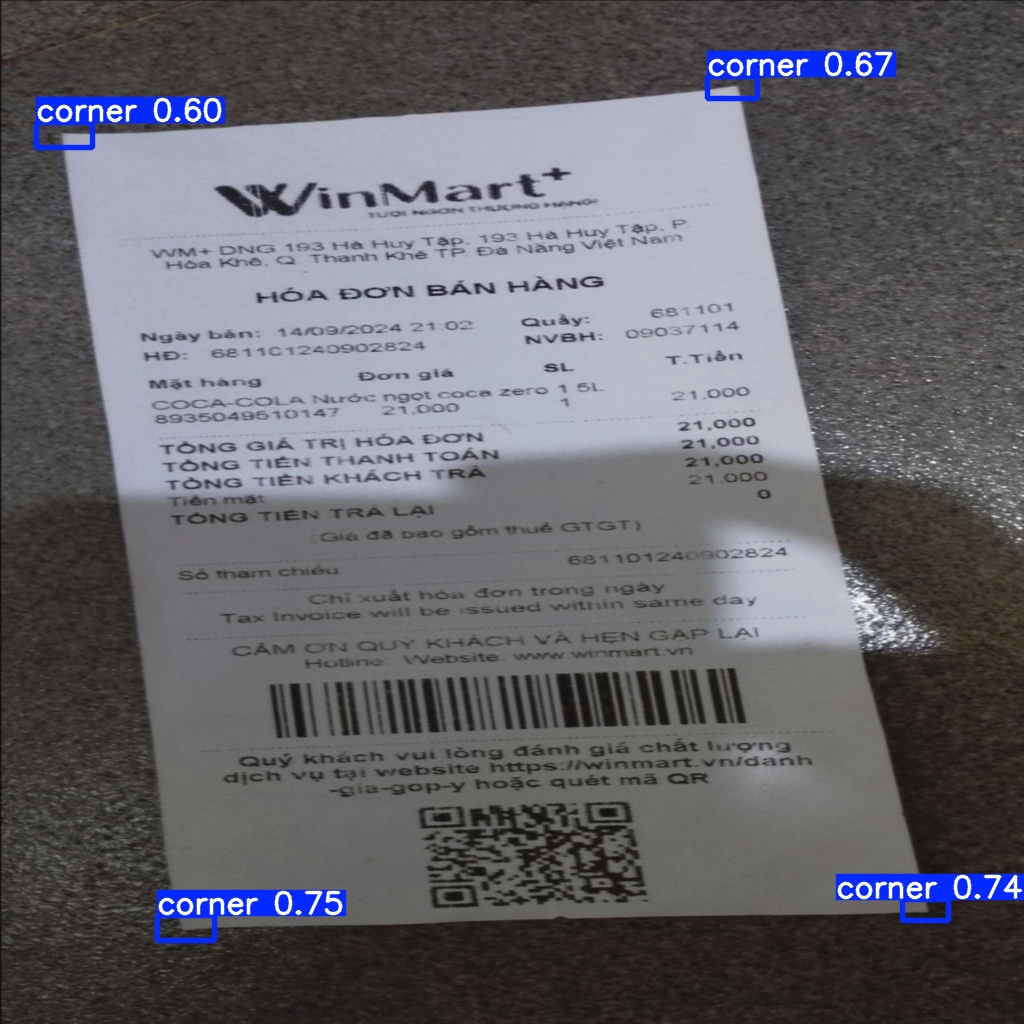 corner 0.67
corner 0.60
WinMart+
TƯƠI NGON THƯỢNG HẠNG!
WM+ DNG 193 Hà Huy Tập, 193 Hà Huy Tập, P.
Hòa Khê, Q. Thanh Khê TP. Đà Nẵng Việt Nam
HÓA ĐƠN BÁN HÀNG
Ngày bán: 14/09/2024 21:02 Quầy: 681101
HĐ: 681101240902824 NVBH: 09037114
Mặt hàng Đơn giá SL T.Tiền
COCA-COLA Nước ngọt coca zero 1.5L
8935049510147 21,000 1 21,000
TỔNG GIÁ TRỊ HÓA ĐƠN 21,000
TỔNG TIỀN THANH TOÁN 21,000
TỔNG TIỀN KHÁCH TRẢ 21,000
Tiền mặt 21,000
TỔNG TIỀN TRẢ LẠI 0
(Giá đã bao gồm thuế GTGT)
Số tham chiếu 681101240902824
Chỉ xuất hóa đơn trong ngày
Tax Invoice will be issued within same day
CẢM ƠN QUÝ KHÁCH VÀ HẸN GẶP LẠI
Hotline: Website: www.winmart.vn
Quý khách vui lòng đánh giá chất lượng
dịch vụ tại website https://winmart.vn/danh
-gia-gop-y hoặc quét mã QR
corner 0.75
corner 0.74